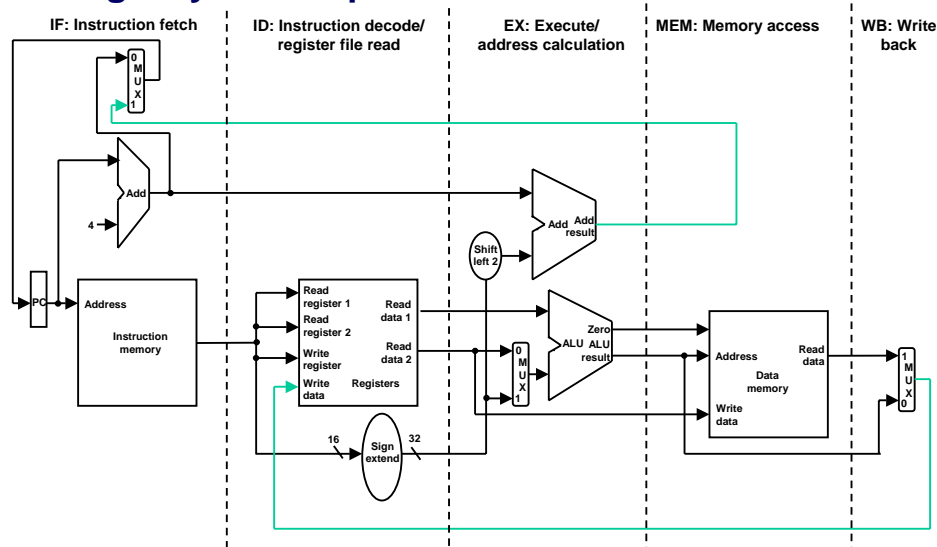 IF: Instruction fetch
ID: Instruction decode/
register file read
EX: Execute/
address calculation
MEM: Memory access
WB: Write
back
0
M
U
X
1
Add
4
Add
Add
result
Shift
left 2
PC
Address
Instruction
memory
Read
register 1
Read
register 2
Write
register
Write
data
Registers
Read
data 1
Read
data 2
16
Sign
extend
32
0
M
U
X
1
Zero
ALU
ALU
result
Address
Read
data
Data
memory
Write
data
1
M
U
X
0